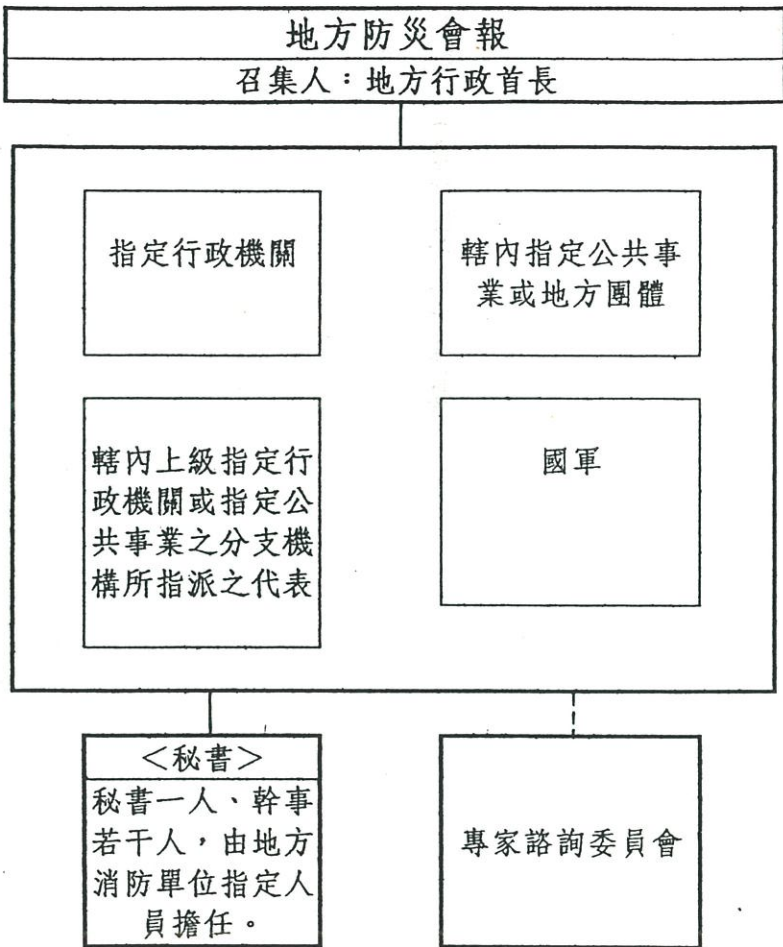 地方防災會報
召集人：地方行政首長
指定行政機關
轄內指定公共事
業或地方團體
轄內上級指定行
政機關或指定公
共事業之分支機
構所指派之代表
國軍
＜秘書＞
秘書一人、幹事
若干人，由地方
消防單位指定人
員擔任。
專家諮詢委員會